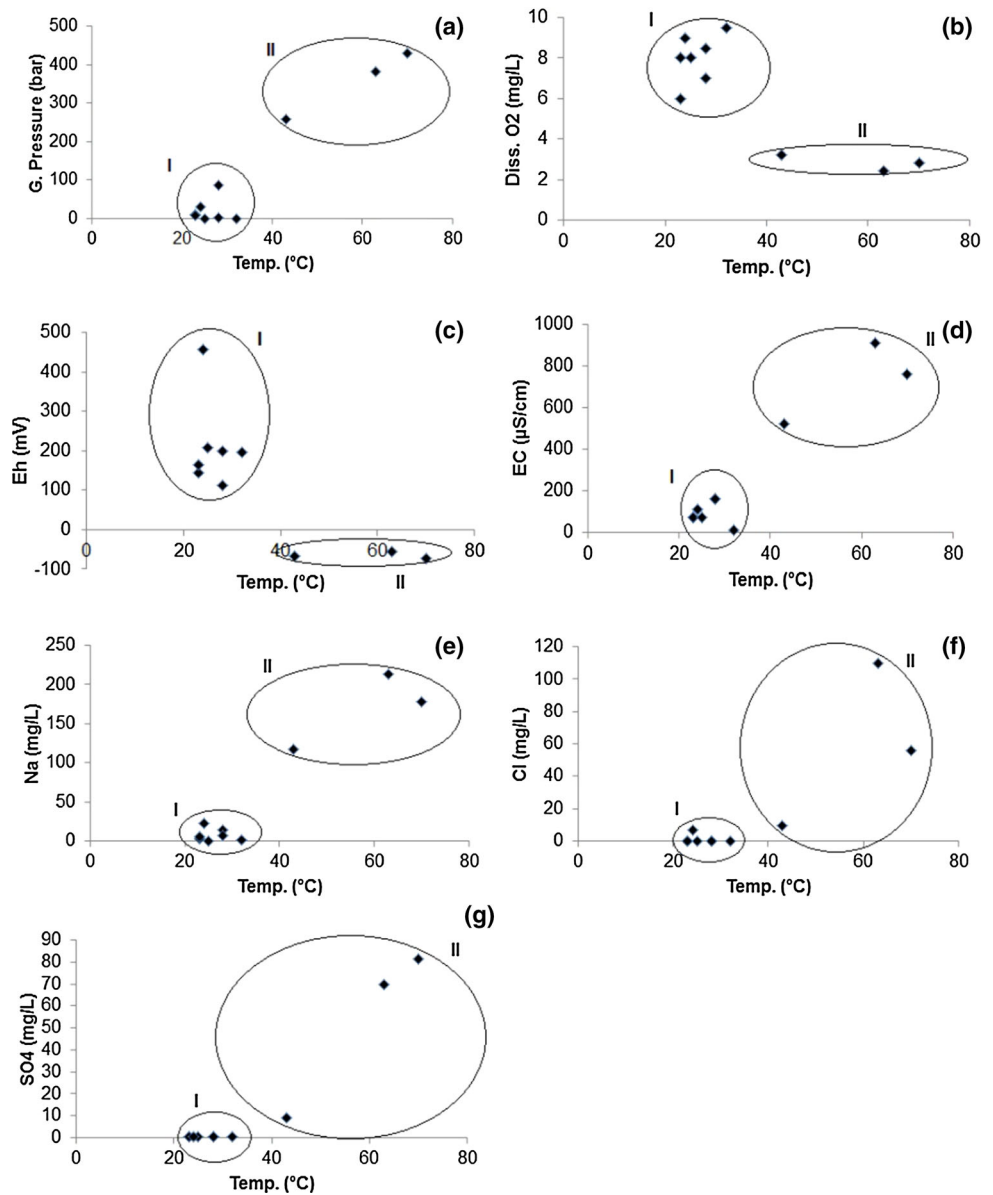 (a)
G. Pressure (bar)
500
400
300
200
100
0
0 20 40 60 80
Temp. (°C)
I
II
(b)
Diss. O2 (mg/L)
10
8
6
4
2
0
0 20 40 60 80
Temp. (°C)
I
II
(c)
Eh (mV)
500
400
300
200
100
0
-100
0 20 40 60 80
Temp. (°C)
I
II
(d)
EC (µS/cm)
1000
800
600
400
200
0
0 20 40 60 80
Temp. (°C)
I
II
(e)
Na (mg/L)
250
200
150
100
50
0
0 20 40 60 80
Temp. (°C)
I
II
(f)
Cl (mg/L)
120
100
80
60
40
20
0
0 20 40 60 80
Temp. (°C)
I
II
(g)
SO4 (mg/L)
90
80
70
60
50
40
30
20
10
0
0 20 40 60 80
Temp. (°C)
I
II